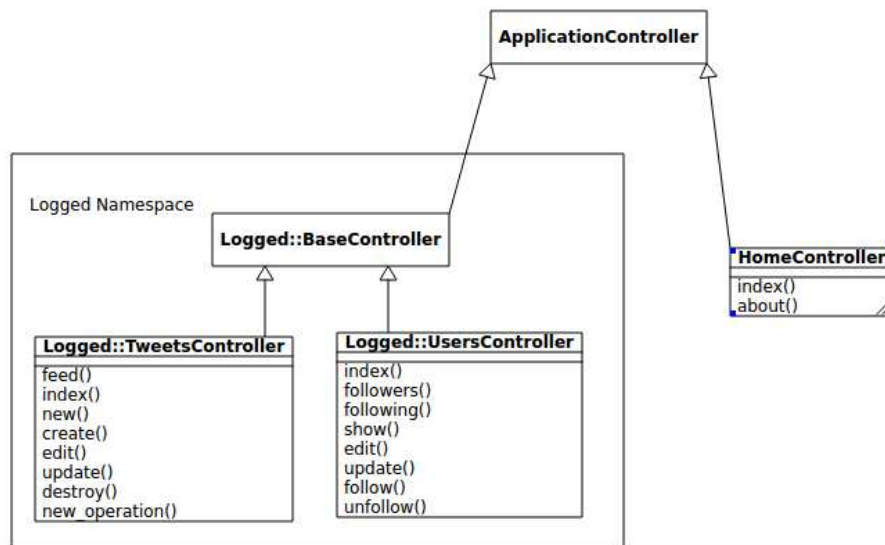 ApplicationController
Logged Namespace
Logged::BaseController
HomeController
index()
about()
Logged::TweetsController
feed()
index()
new()
create()
edit()
update()
destroy()
new_operation()
Logged::UsersController
index()
followers()
following()
show()
edit()
update()
follow()
unfollow()